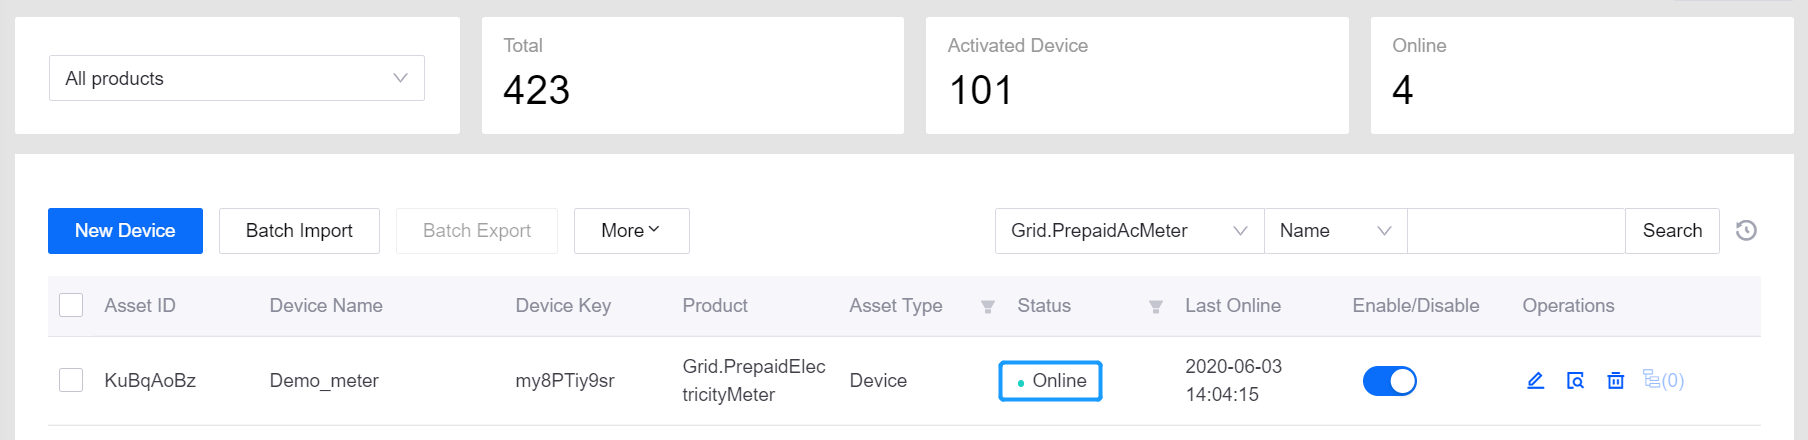 All products
Total
423
Activated Device
101
Online
4
New Device
Batch Import
Batch Export
More
Grid.PrepaidAcMeter
Name
Search
Asset ID
Device Name
Device Key
Product
Asset Type
Status
Last Online
Enable/Disable
Operations
KuBqAoBz
Demo_meter
my8PTiy9sr
Grid.PrepaidElec
tricityMeter
Device
Online
2020-06-03
14:04:15
(0)